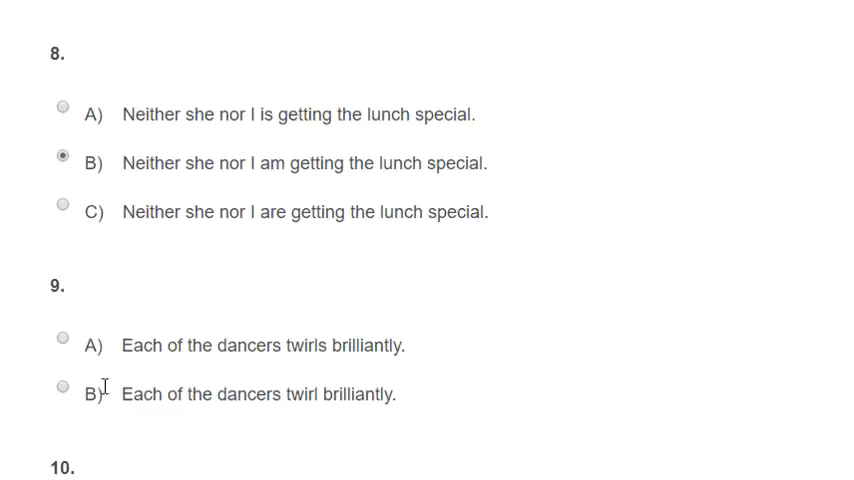 8.
A) Neither she nor I is getting the lunch special.
B) Neither she nor I am getting the lunch special.
C) Neither she nor I are getting the lunch special.
9.
A) Each of the dancers twirls brilliantly.
B) Each of the dancers twirl brilliantly.
10.